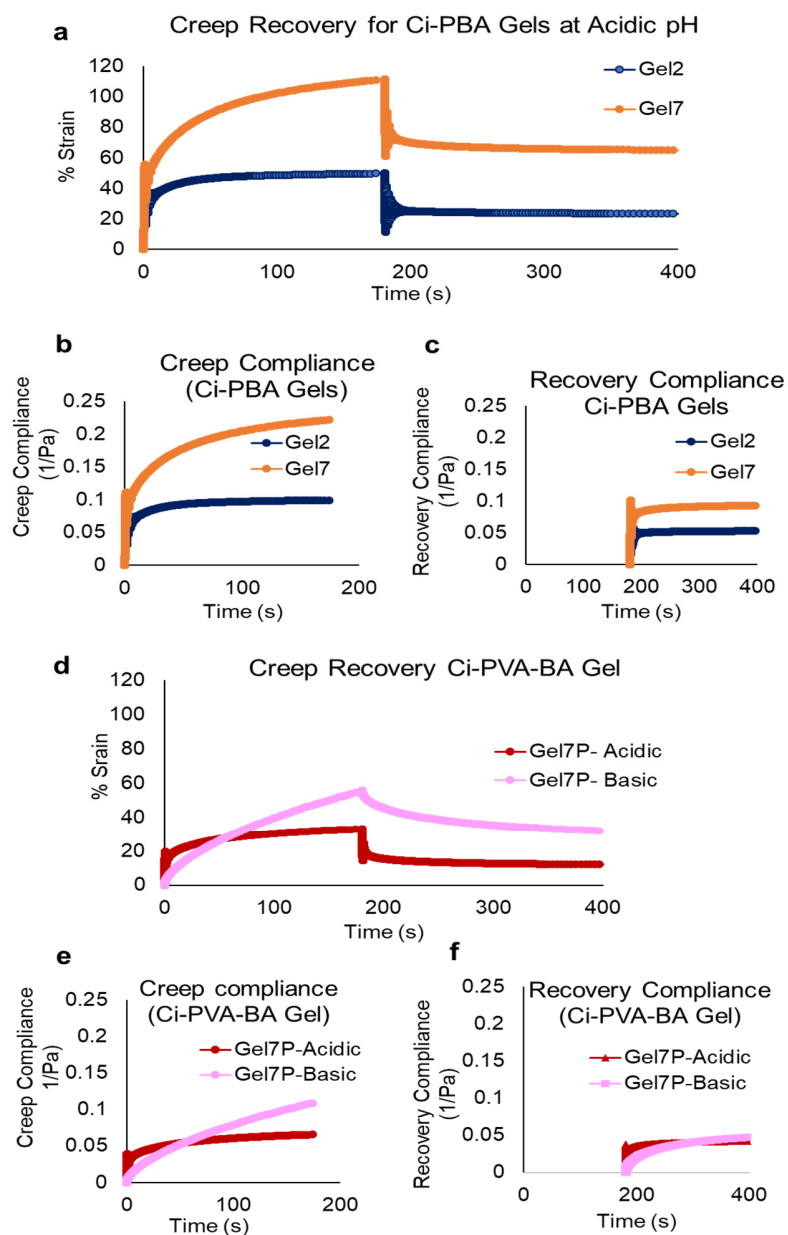 a
Creep Recovery for Ci-PBA Gels at Acidic pH
% Strain
120
100
80
60
40
20
0
Gel2
Gel7
0 100 200 300 400
Time (s)
b
Creep Compliance
(Ci-PBA Gels)
Creep Compliance
(1/Pa)
0.25
0.2
0.15
0.1
0.05
0
Gel2
Gel7
0 100 200
Time (s)
c
Recovery Compliance
Ci-PBA Gels
Recovery Compliance
(1/Pa)
0.25
0.2
0.15
0.1
0.05
0
Gel2
Gel7
0 200 400
Time (s)
d
Creep Recovery Ci-PVA-BA Gel
% Srain
120
100
80
60
40
20
0
Gel7P- Acidic
Gel7P- Basic
0 100 200 300 400
Time (s)
e
Creep compliance
(Ci-PVA-BA Gel)
Creep Compliance
1/Pa)
0.25
0.2
0.15
0.1
0.05
0
Gel7P-Acidic
Gel7P-Basic
0 100 200
Time (s)
f
Recovery Compliance
(Ci-PVA-BA Gel)
Recovery Compliance
(1/Pa)
0.25
0.2
0.15
0.1
0.05
0
Gel7P-Acidic
Gel7P-Basic
0 200 400
Time (s)